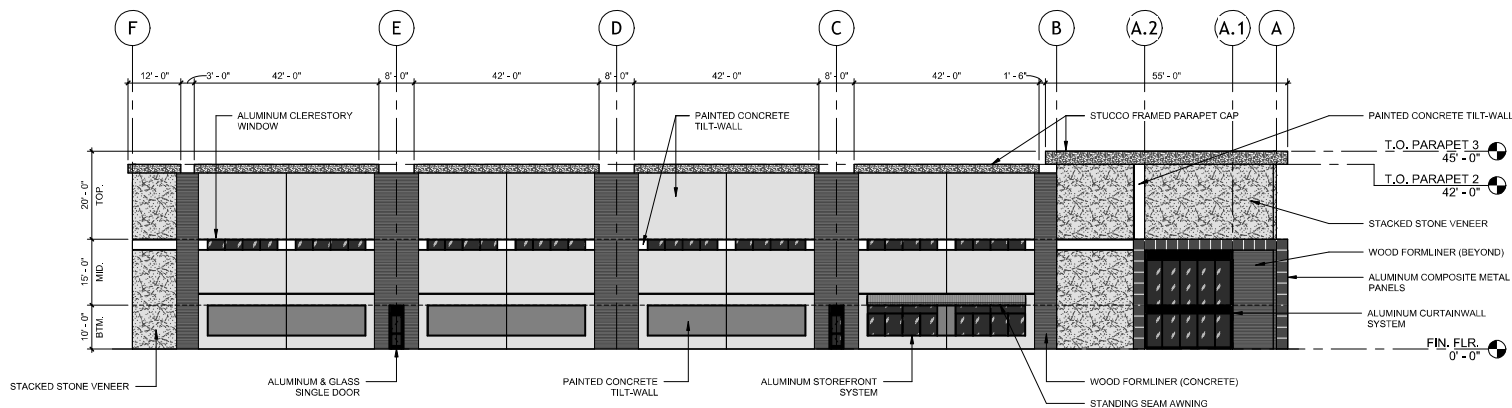 F E D C B A.2 A.1 A
12' - 0" 3' - 0" 42' - 0" 8' - 0" 42' - 0" 8' - 0" 42' - 0" 8' - 0" 42' - 0" 1' - 6" 55' - 0"
ALUMINUM CLERESTORY
WINDOW
PAINTED CONCRETE
TILT-WALL
STUCCO FRAMED PARAPET CAP
PAINTED CONCRETE TILT-WALL
T.O. PARAPET 3
45' - 0"
T.O. PARAPET 2
42' - 0"
20' - 0"
TOP.
15' - 0"
MID.
10' - 0"
BTM.
STACKED STONE VENEER
WOOD FORMLINER (BEYOND)
ALUMINUM COMPOSITE METAL
PANELS
ALUMINUM CURTAINWALL
SYSTEM
FIN. FLR.
0' - 0"
STACKED STONE VENEER
ALUMINUM & GLASS
SINGLE DOOR
PAINTED CONCRETE
TILT-WALL
ALUMINUM STOREFRONT
SYSTEM
WOOD FORMLINER (CONCRETE)
STANDING SEAM AWNING